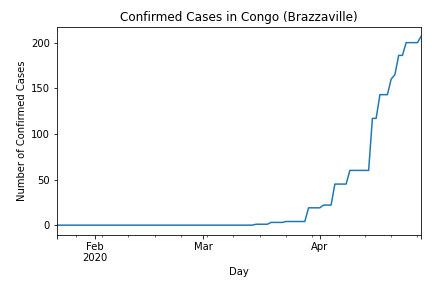 Confirmed Cases in Congo (Brazzaville)
200
150
100
50
0
Number of Confirmed Cases
Feb
2020
Mar
Apr
Day